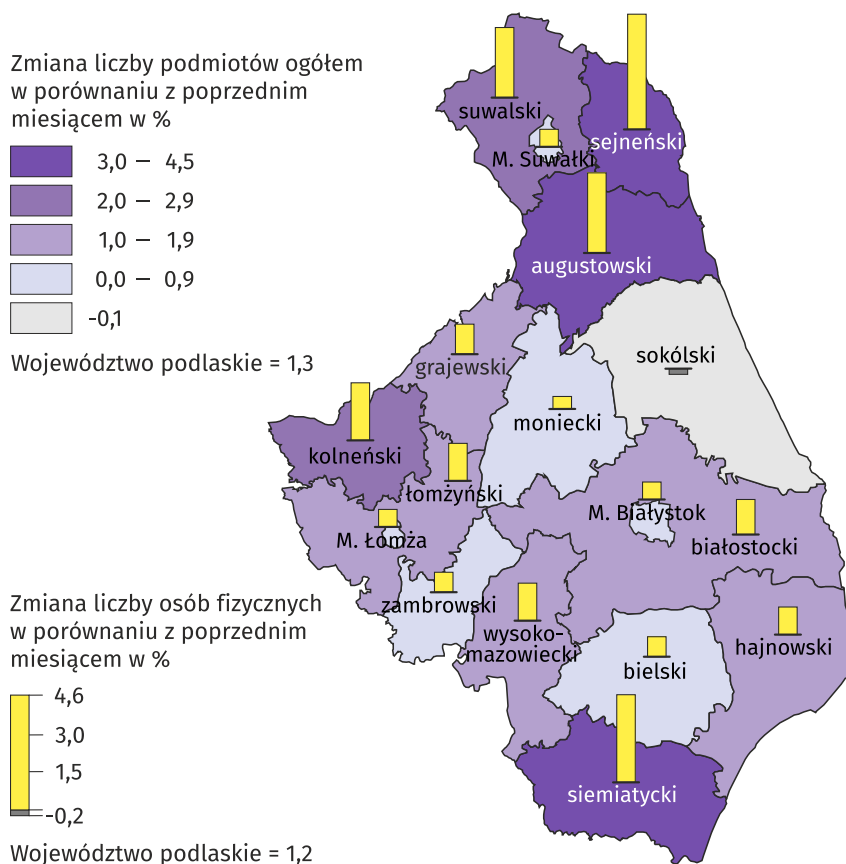 Zmiana liczby podmiotów ogółem
w porównaniu z poprzednim
miesiącem w %
3,0 – 4,5
2,0 – 2,9
1,0 – 1,9
0,0 – 0,9
-0,1
Województwo podlaskie = 1,3
suwalski
M. Suwałki
sejneński
augustowski
sokólski
grajewski
moniecki
kolneński
łomżyński
M. Łomża
M. Białystok
białostocki
zambrowski
wysoko-
mazowiecki
bielski
hajnowski
siemiatycki
Zmiana liczby osób fizycznych
w porównaniu z poprzednim
miesiącem w %
4,6
3,0
1,5
-0,2
Województwo podlaskie = 1,2